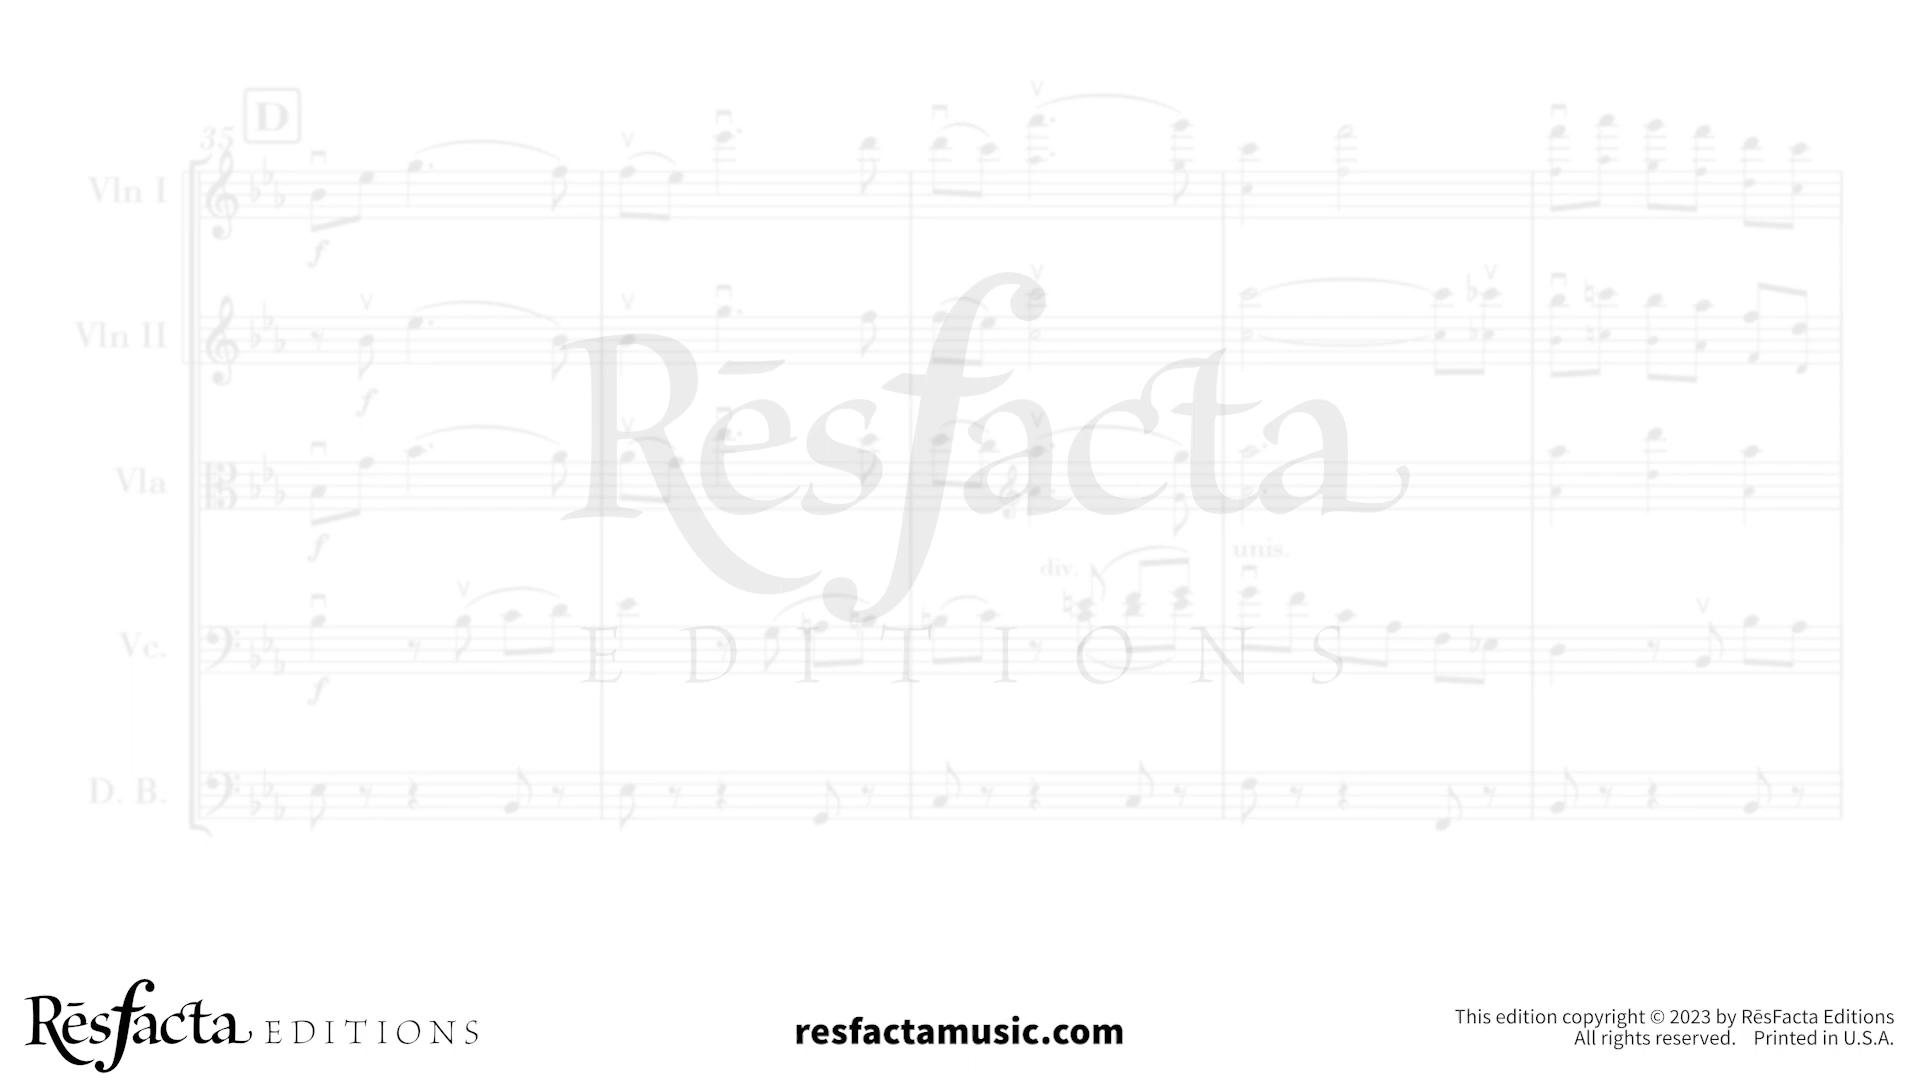 35 D
Vln I
f
Vln II
f
Vla
f
div. unis.
Vc.
f
D. B.
Rēsfacta
EDITIONS
Rēsfacta EDITIONS
resfactamusic.com
This edition copyright © 2023 by RēsFacta Editions
All rights reserved. Printed in U.S.A.